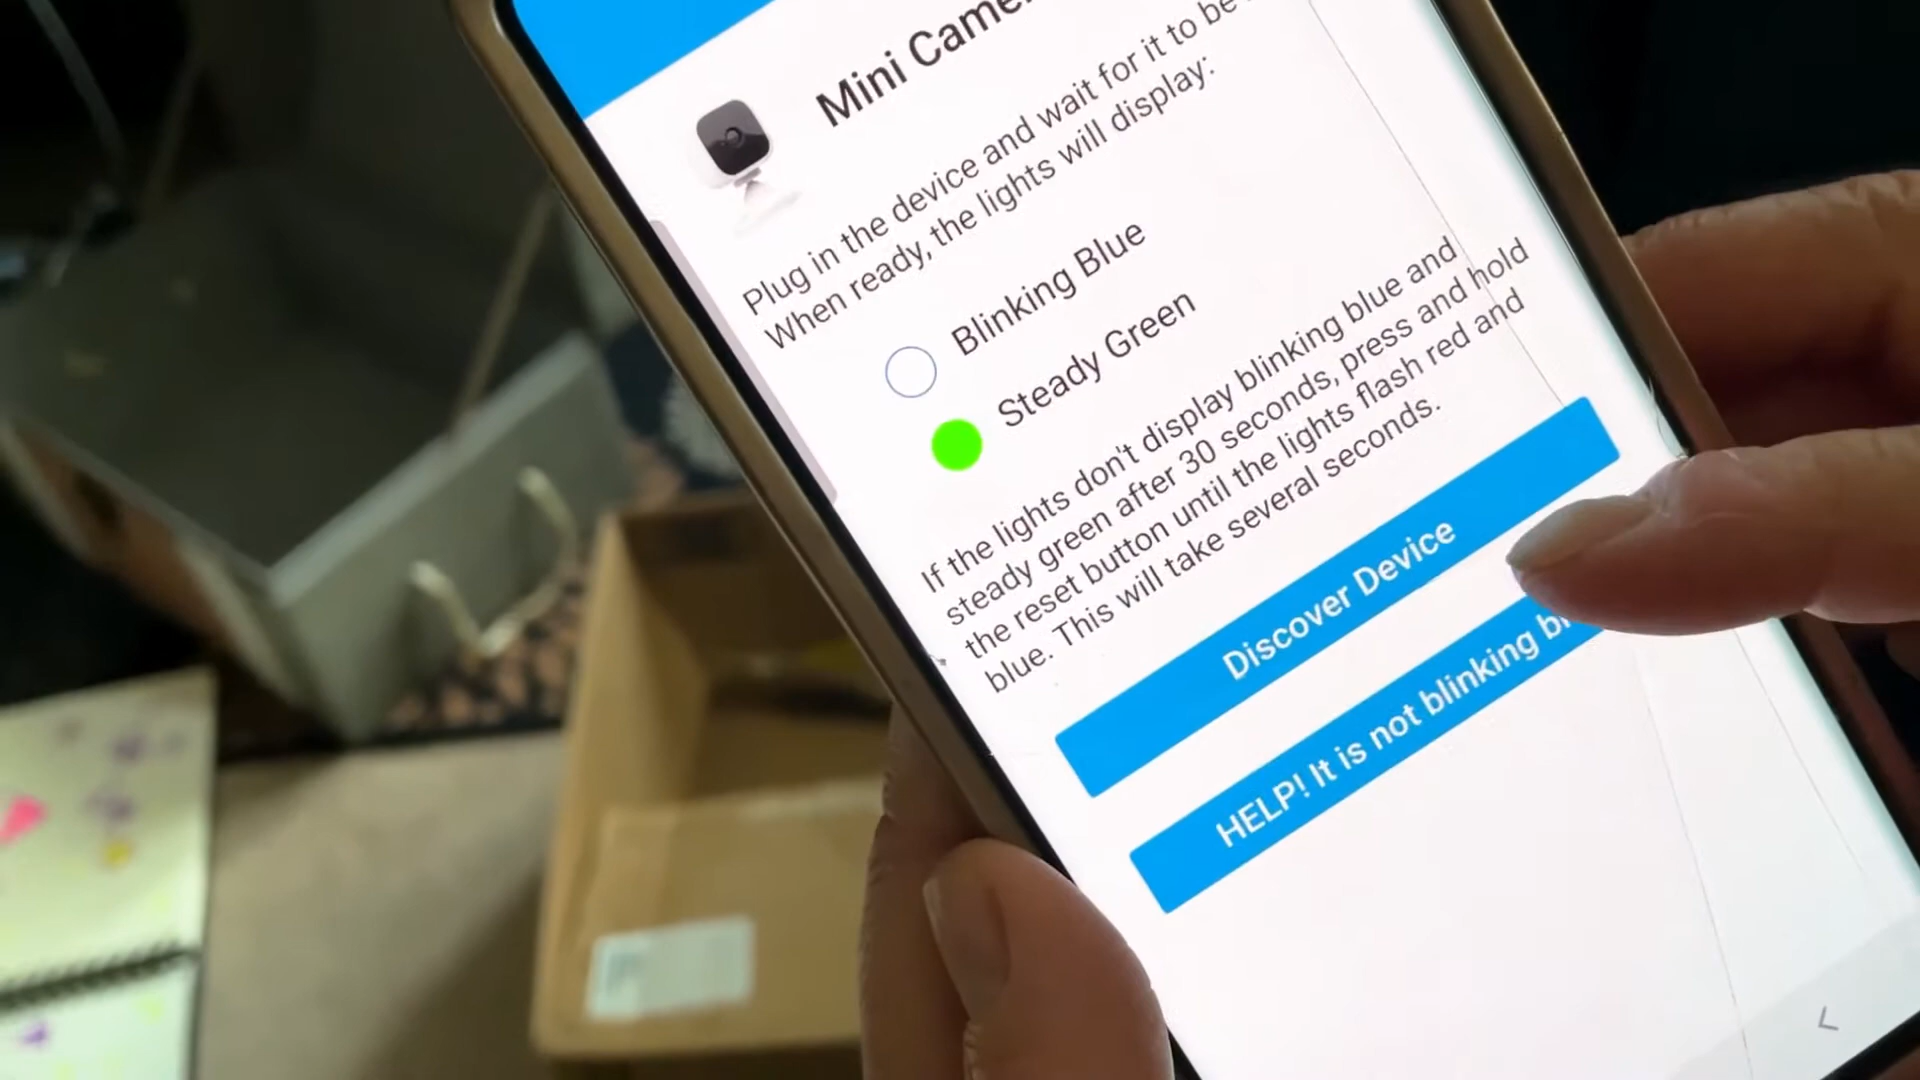 Mini
Plug in the device and wait for it to be
When ready, the lights will display:
Blinking Blue
Steady Green
If the lights don't display blinking blue and
steady green after 30 seconds, press and hold
the reset button until the lights flash red and
blue. This will take several seconds.
Discover Device
HELP! It is not blinking